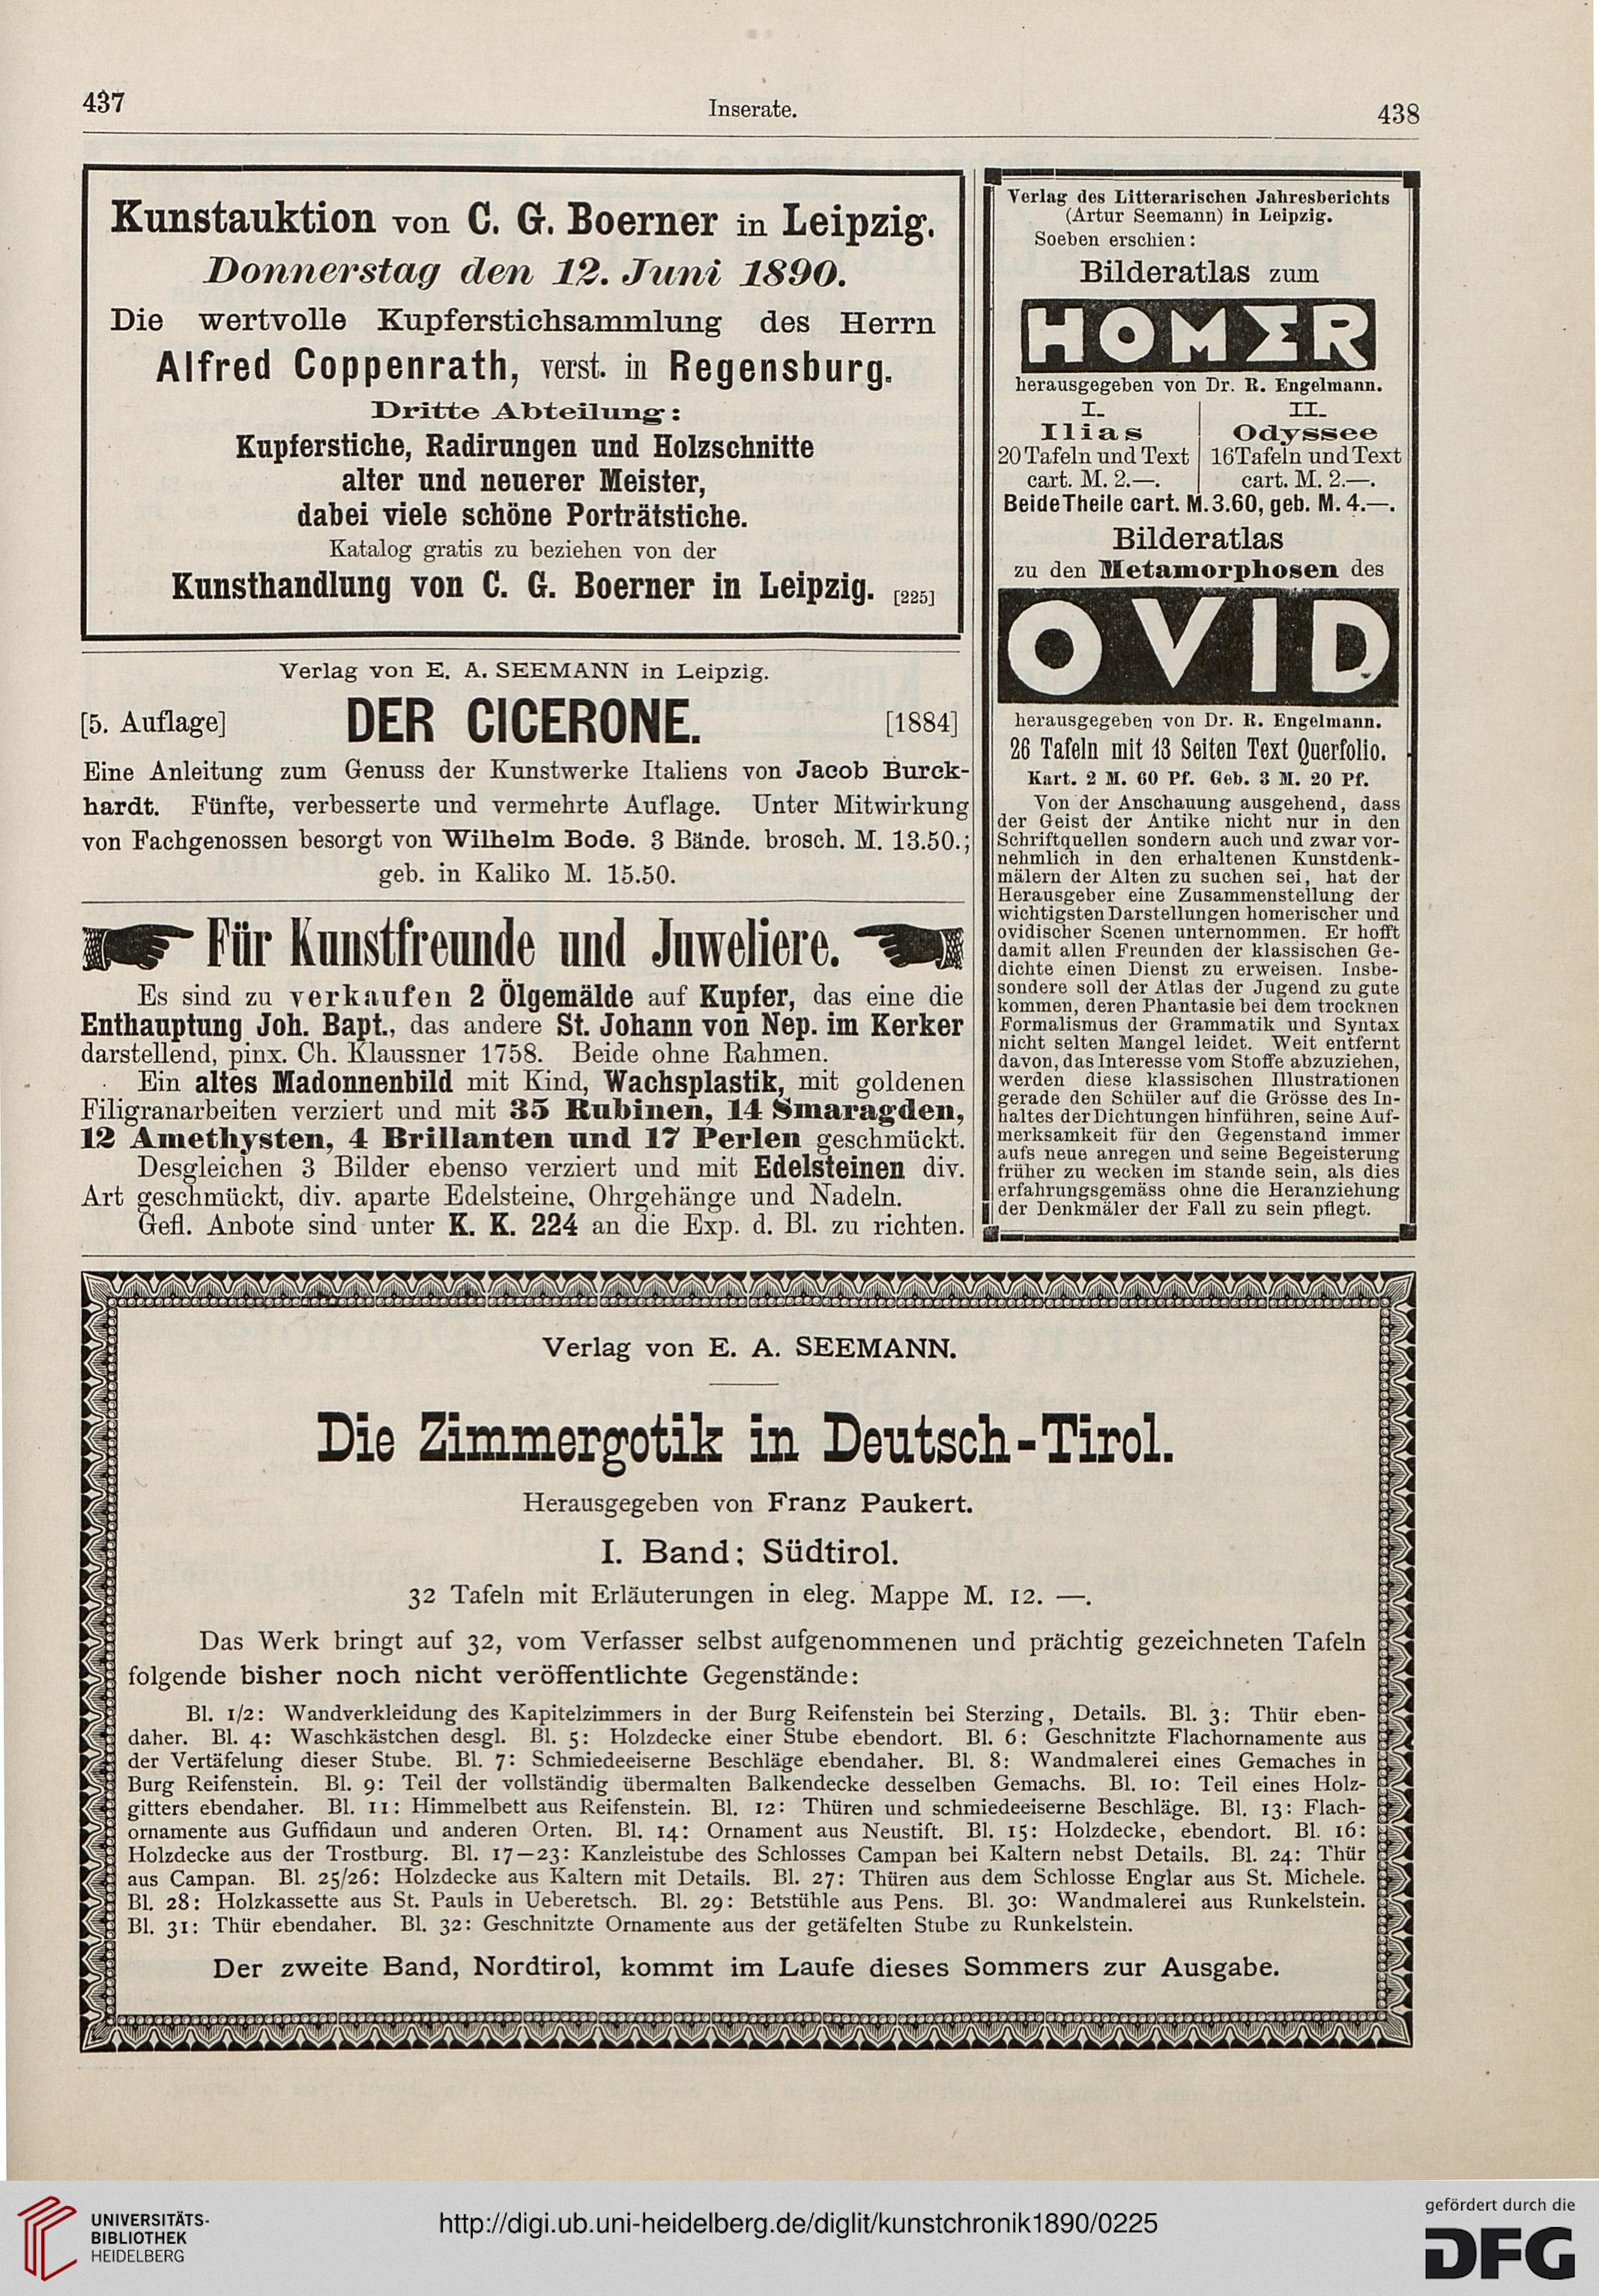 437
Inserate.
438
Kunstauktion von C. G. Boerner in Leipzig.
Donnerstag den 12. Juni 1890.
Die wertvolle Kupferstichsammlung des Herrn
Alfred Coppenrath, verst. in Regensburg.
Dritte Abteilung:
Kupferstiche, Radirungen und Holzschnitte
alter und neuerer Meister,
dabei viele schöne Porträtstiche.
Katalog gratis zu beziehen von der
Kunsthandlung von C. G. Boerner in Leipzig. [225]
Verlag von E. A. SEEMANN in Leipzig.
[5. Auflage] DER CICERONE. [1884]
Eine Anleitung zum Genuss der Kunstwerke Italiens von Jacob Burck-
hardt. Fünfte, verbesserte und vermehrte Auflage. Unter Mitwirkung
von Fachgenossen besorgt von Wilhelm Bode. 3 Bände. brosch. M. 13.50.;
geb. in Kaliko M. 15.50.
Für Kunstfreunde und Juweliere.
Es sind zu verkaufen 2 Ölgemälde auf Kupfer, das eine die
Enthauptung Joh. Bapt., das andere St. Johann von Nep. im Kerker
darstellend, pinx. Ch. Klaussner 1758. Beide ohne Rahmen.
Ein altes Madonnenbild mit Kind, Wachsplastik, mit goldenen
Filigranarbeiten verziert und mit 35 Rubinen, 14 Smaragden,
12 Amethysten, 4 Brillanten und 17 Perlen geschmückt.
Desgleichen 3 Bilder ebenso verziert und mit Edelsteinen div.
Art geschmückt, div. aparte Edelsteine, Ohrgehänge und Nadeln.
Gefl. Anbote sind unter K. K. 224 an die Exp. d. Bl. zu richten.
Verlag des Litterarischen Jahresberichts
(Artur Seemann) in Leipzig.
Soeben erschien:
Bilderatlas zum
HOMΣR
herausgegeben von Dr. R. Engelmann.
I. II.
Ilias Odyssee
20 Tafeln und Text 16 Tafeln und Text
cart. M. 2.—. cart. M. 2.—.
Beide Theile cart. M. 3.60, geb. M. 4.—.
Bilderatlas
zu den Metamorphosen des
OVID
herausgegeben von Dr. R. Engelmann.
26 Tafeln mit 13 Seiten Text Querfolio.
Kart. 2 M. 60 Pf. Geb. 3 M. 20 Pf.
Von der Anschauung ausgehend, dass
der Geist der Antike nicht nur in den
Schriftquellen sondern auch und zwar vor-
nehmlich in den erhaltenen Kunstdenk-
mälern der Alten zu suchen sei, hat der
Herausgeber eine Zusammenstellung der
wichtigsten Darstellungen homerischer und
ovidischer Scenen unternommen. Er hofft
damit allen Freunden der klassischen Ge-
dichte einen Dienst zu erweisen. Insbe-
sondere soll der Atlas der Jugend zu gute
kommen, deren Phantasie bei dem trocknen
Formalismus der Grammatik und Syntax
nicht selten Mangel leidet. Weit entfernt
davon, das Interesse vom Stoffe abzuziehen,
werden diese klassischen Illustrationen
gerade den Schüler auf die Grösse des In-
haltes der Dichtungen hinführen, seine Auf-
merksamkeit für den Gegenstand immer
aufs neue anregen und seine Begeisterung
früher zu wecken im stande sein, als dies
erfahrungsgemäss ohne die Heranziehung
der Denkmäler der Fall zu sein pflegt.
Verlag von E. A. SEEMANN.
Die Zimmergotik in Deutsch-Tirol.
Herausgegeben von Franz Paukert.
I. Band; Südtirol.
32 Tafeln mit Erläuterungen in eleg. Mappe M. 12. —.
Das Werk bringt auf 32, vom Verfasser selbst aufgenommenen und prächtig gezeichneten Tafeln
folgende bisher noch nicht veröffentlichte Gegenstände:
Bl. 1/2: Wandverkleidung des Kapitelzimmers in der Burg Reifenstein bei Sterzing, Details. Bl. 3: Thür eben-
daher. Bl. 4: Waschkästchen desgl. Bl. 5: Holzdecke einer Stube ebendort. Bl. 6: Geschnitzte Flachornamente aus
der Vertäfelung dieser Stube. Bl. 7: Schmiedeeiserne Beschläge ebendaher. Bl. 8: Wandmalerei eines Gemaches in
Burg Reifenstein. Bl. 9: Teil der vollständig übermalten Balkendecke desselben Gemachs. Bl. 10: Teil eines Holz-
gitters ebendaher. Bl. 11: Himmelbett aus Reifenstein. Bl. 12: Thüren und schmiedeeiserne Beschläge. Bl. 13: Flach-
ornamente aus Guffidaun und anderen Orten. Bl. 14: Ornament aus Neustift. Bl. 15: Holzdecke, ebendort. Bl. 16:
Holzdecke aus der Trostburg. Bl. 17—23: Kanzleistube des Schlosses Campan bei Kaltern nebst Details. Bl. 24: Thür
aus Campan. Bl. 25/26: Holzdecke aus Kaltern mit Details. Bl. 27: Thüren aus dem Schlosse Englar aus St. Michele.
Bl. 28: Holzkassette aus St. Pauls in Ueberetsch. Bl. 29: Betstühle aus Pens. Bl. 30: Wandmalerei aus Runkelstein.
Bl. 31: Thür ebendaher. Bl. 32: Geschnitzte Ornamente aus der getäfelten Stube zu Runkelstein.
Der zweite Band, Nordtirol, kommt im Laufe dieses Sommers zur Ausgabe.
UNIVERSITÄTS-
BIBLIOTHEK
HEIDELBERG
http://digi.ub.uni-heidelberg.de/diglit/kunstchronik1890/0225
gefördert durch die
DFG